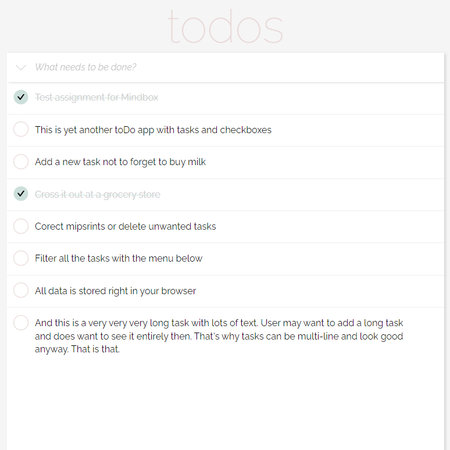 todos
What needs to be done?
Test assignment for Mindbox
This is yet another toDo app with tasks and checkboxes
Add a new task not to forget to buy milk
Cross it out at a grocery store
Corect mipsrints or delete unwanted tasks
Filter all the tasks with the menu below
All data is stored right in your browser
And this is a very very very long task with lots of text. User may want to add a long task
and does want to see it entirely then. That's why tasks can be multi-line and look good
anyway. That is that.